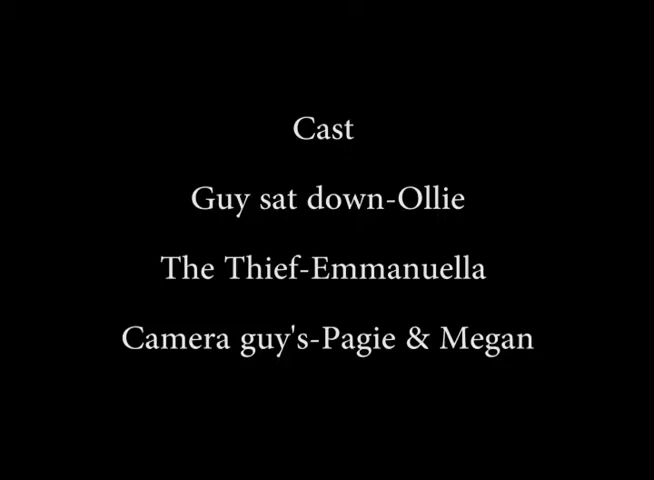 Cast
Guy sat down-Ollie
The Thief-Emmanuella
Camera guy's-Pagie & Megan